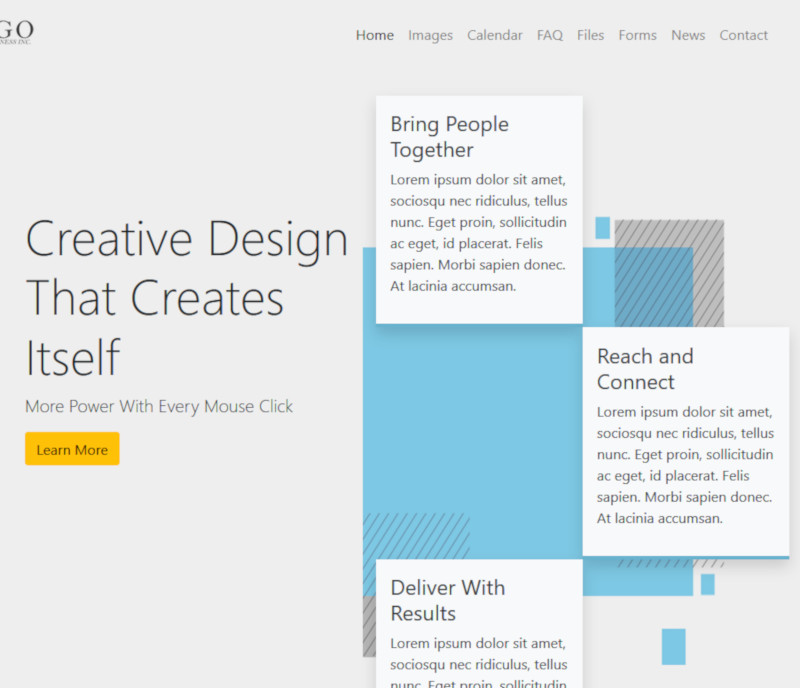 GO
NESS INC.
Home Images Calendar FAQ Files Forms News Contact
Creative Design
That Creates
Itself
More Power With Every Mouse Click
Learn More
Bring People
Together
Lorem ipsum dolor sit amet,
sociosqu nec ridiculus, tellus
nunc. Eget proin, sollicitudin
ac eget, id placerat. Felis
sapien. Morbi sapien donec.
At lacinia accumsan.
Reach and
Connect
Lorem ipsum dolor sit amet,
sociosqu nec ridiculus, tellus
nunc. Eget proin, sollicitudin
ac eget, id placerat. Felis
sapien. Morbi sapien donec.
At lacinia accumsan.
Deliver With
Results
Lorem ipsum dolor sit amet,
sociosqu nec ridiculus, tellus
nunc. Eget proin, sollicitudin